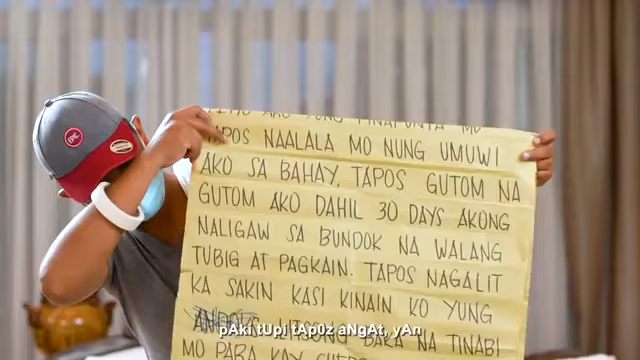 TAPOS NAALALA MO NUNG UMUWI
AKO SA BAHAY, TAPOS GUTOM NA
GUTOM AKO DAHIL 30 DAYS AKONG
NALIGAW SA BUNDOK NA WALANG
TUBIG AT PAGKAIN. TAPOS NAGALIT
KA SAKIN KASI KINAIN KO YUNG
LITSONG BAKA NA TINABI
MO PARA KAY
pAki tUpi tAp0z aNgAt, yAn